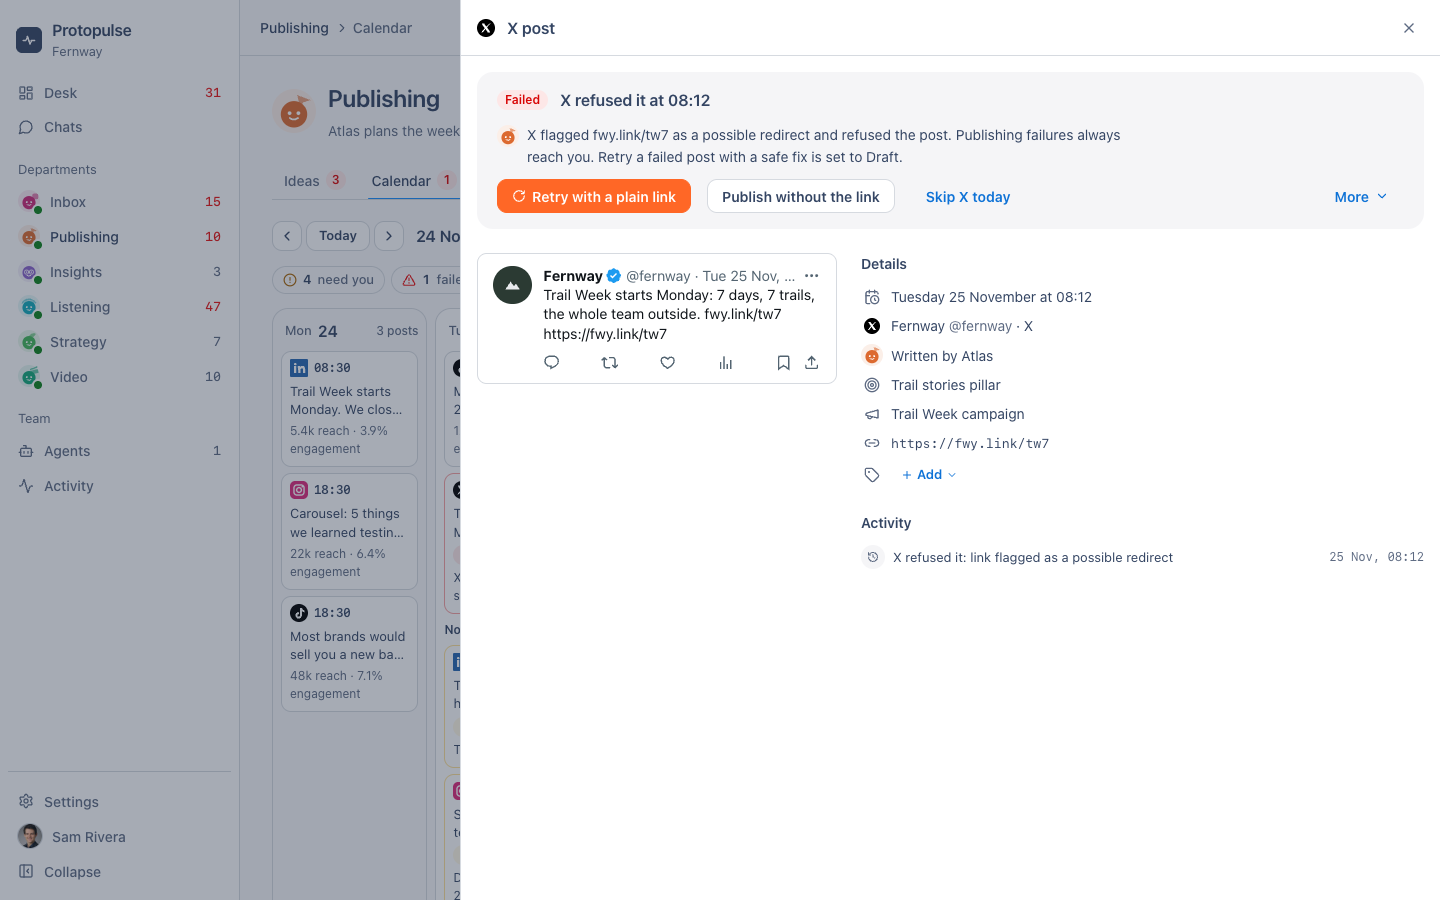 Protopulse
Fernway
Desk 31
Chats
Departments
Inbox 15
Publishing 10
Insights 3
Listening 47
Strategy 7
Video 10
Team
Agents 1
Activity
Settings
Sam Rivera
Collapse
Publishing > Calendar
Publishing
Atlas plans the week
Ideas 3
Calendar 1
Today
24 No
4 need you
1 faile
Mon 24 3 posts
08:30
Trail Week starts
Monday. We clos...
5.4k reach · 3.9%
engagement
18:30
Carousel: 5 things
we learned testin...
22k reach · 6.4%
engagement
18:30
Most brands would
sell you a new ba...
48k reach · 7.1%
engagement
Tu
No
X post
Failed X refused it at 08:12
X flagged fwy.link/tw7 as a possible redirect and refused the post. Publishing failures always
reach you. Retry a failed post with a safe fix is set to Draft.
Retry with a plain link
Publish without the link
Skip X today
More
Fernway @fernway · Tue 25 Nov, ...
Trail Week starts Monday: 7 days, 7 trails,
the whole team outside. fwy.link/tw7
https://fwy.link/tw7
Details
Tuesday 25 November at 08:12
Fernway @fernway · X
Written by Atlas
Trail stories pillar
Trail Week campaign
https://fwy.link/tw7
+ Add
Activity
X refused it: link flagged as a possible redirect 25 Nov, 08:12